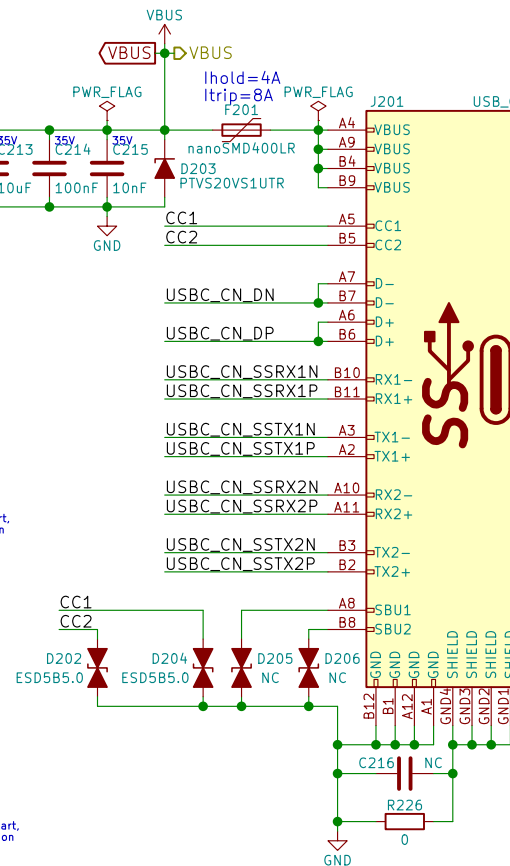 VBUS
VBUS VBUS
Ihold=4A
Itrip=8A
PWR_FLAG PWR_FLAG
F201
nanoSMD400LR
J201 USB_
35V 35V 35V
C213 C214 C215
10uF 100nF 10nF
D203
PTVS20VS1UTR
GND
A4 VBUS
A9 VBUS
B4 VBUS
B9 VBUS
CC1 A5 CC1
CC2 B5 CC2
A7 D-
USBC_CN_DN B7 D-
A6 D+
USBC_CN_DP B6 D+
USBC_CN_SSRX1N B10 RX1-
USBC_CN_SSRX1P B11 RX1+
USBC_CN_SSTX1N A3 TX1-
USBC_CN_SSTX1P A2 TX1+
USBC_CN_SSRX2N A10 RX2-
USBC_CN_SSRX2P A11 RX2+
USBC_CN_SSTX2N B3 TX2-
USBC_CN_SSTX2P B2 TX2+
SS
rt,
n
CC1 A8 SBU1
CC2 B8 SBU2
D202 D204 D205 D206
ESD5B5.0 ESD5B5.0 NC NC
GND GND GND GND SHIELD SHIELD SHIELD SHIELD
B12 B1 A12 A1 GND4 GND3 GND2 GND1
C216 NC
R226
0
GND
art,
on